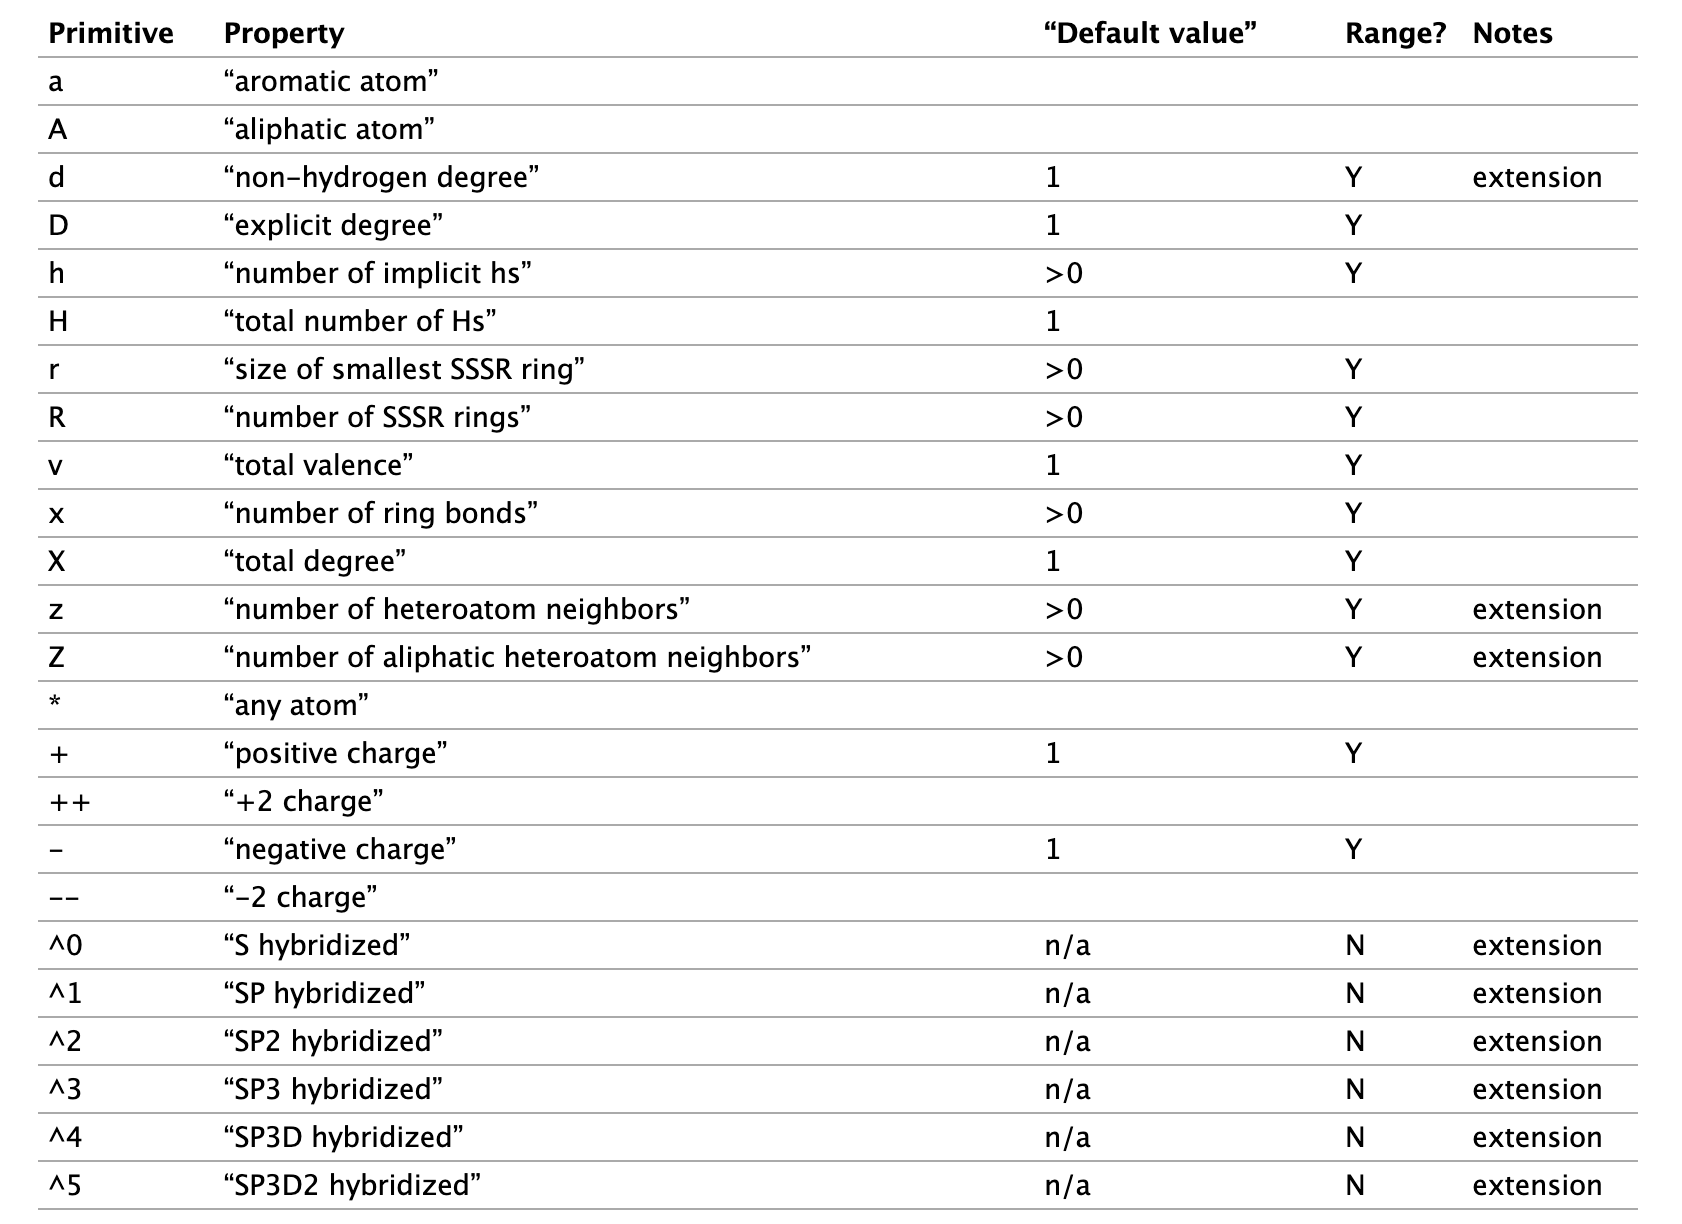 Primitive Property “Default value” Range? Notes
a “aromatic atom”
A “aliphatic atom”
d “non-hydrogen degree” 1 Y extension
D “explicit degree” 1 Y
h “number of implicit hs” >0 Y
H “total number of Hs” 1
r “size of smallest SSSR ring” >0 Y
R “number of SSSR rings” >0 Y
v “total valence” 1 Y
x “number of ring bonds” >0 Y
X “total degree” 1 Y
z “number of heteroatom neighbors” >0 Y extension
Z “number of aliphatic heteroatom neighbors” >0 Y extension
* “any atom”
+ “positive charge” 1 Y
++ “+2 charge”
- “negative charge” 1 Y
-- “-2 charge”
^0 “S hybridized” n/a N extension
^1 “SP hybridized” n/a N extension
^2 “SP2 hybridized” n/a N extension
^3 “SP3 hybridized” n/a N extension
^4 “SP3D hybridized” n/a N extension
^5 “SP3D2 hybridized” n/a N extension